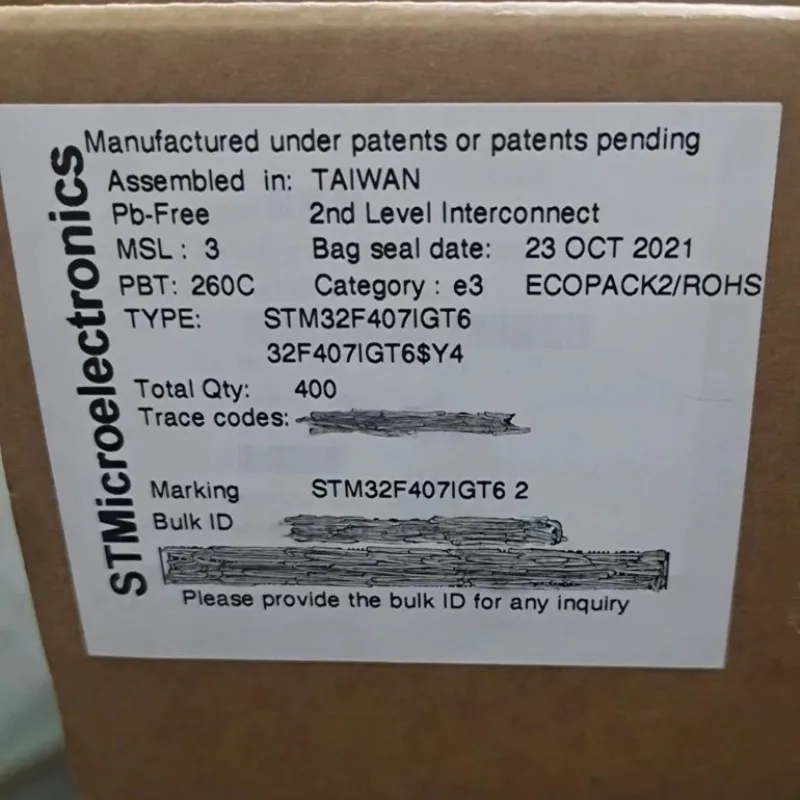 STMicroelectronics
Manufactured under patents or patents pending
Assembled in: TAIWAN
Pb-Free 2nd Level Interconnect
MSL: 3 Bag seal date: 23 OCT 2021
PBT: 260C Category: e3 ECOPACK2/ROHS
TYPE: STM32F407IGT6
32F407IGT6$Y4
Total Qty: 400
Trace codes:
Marking STM32F407IGT6 2
Bulk ID
Please provide the bulk ID for any inquiry